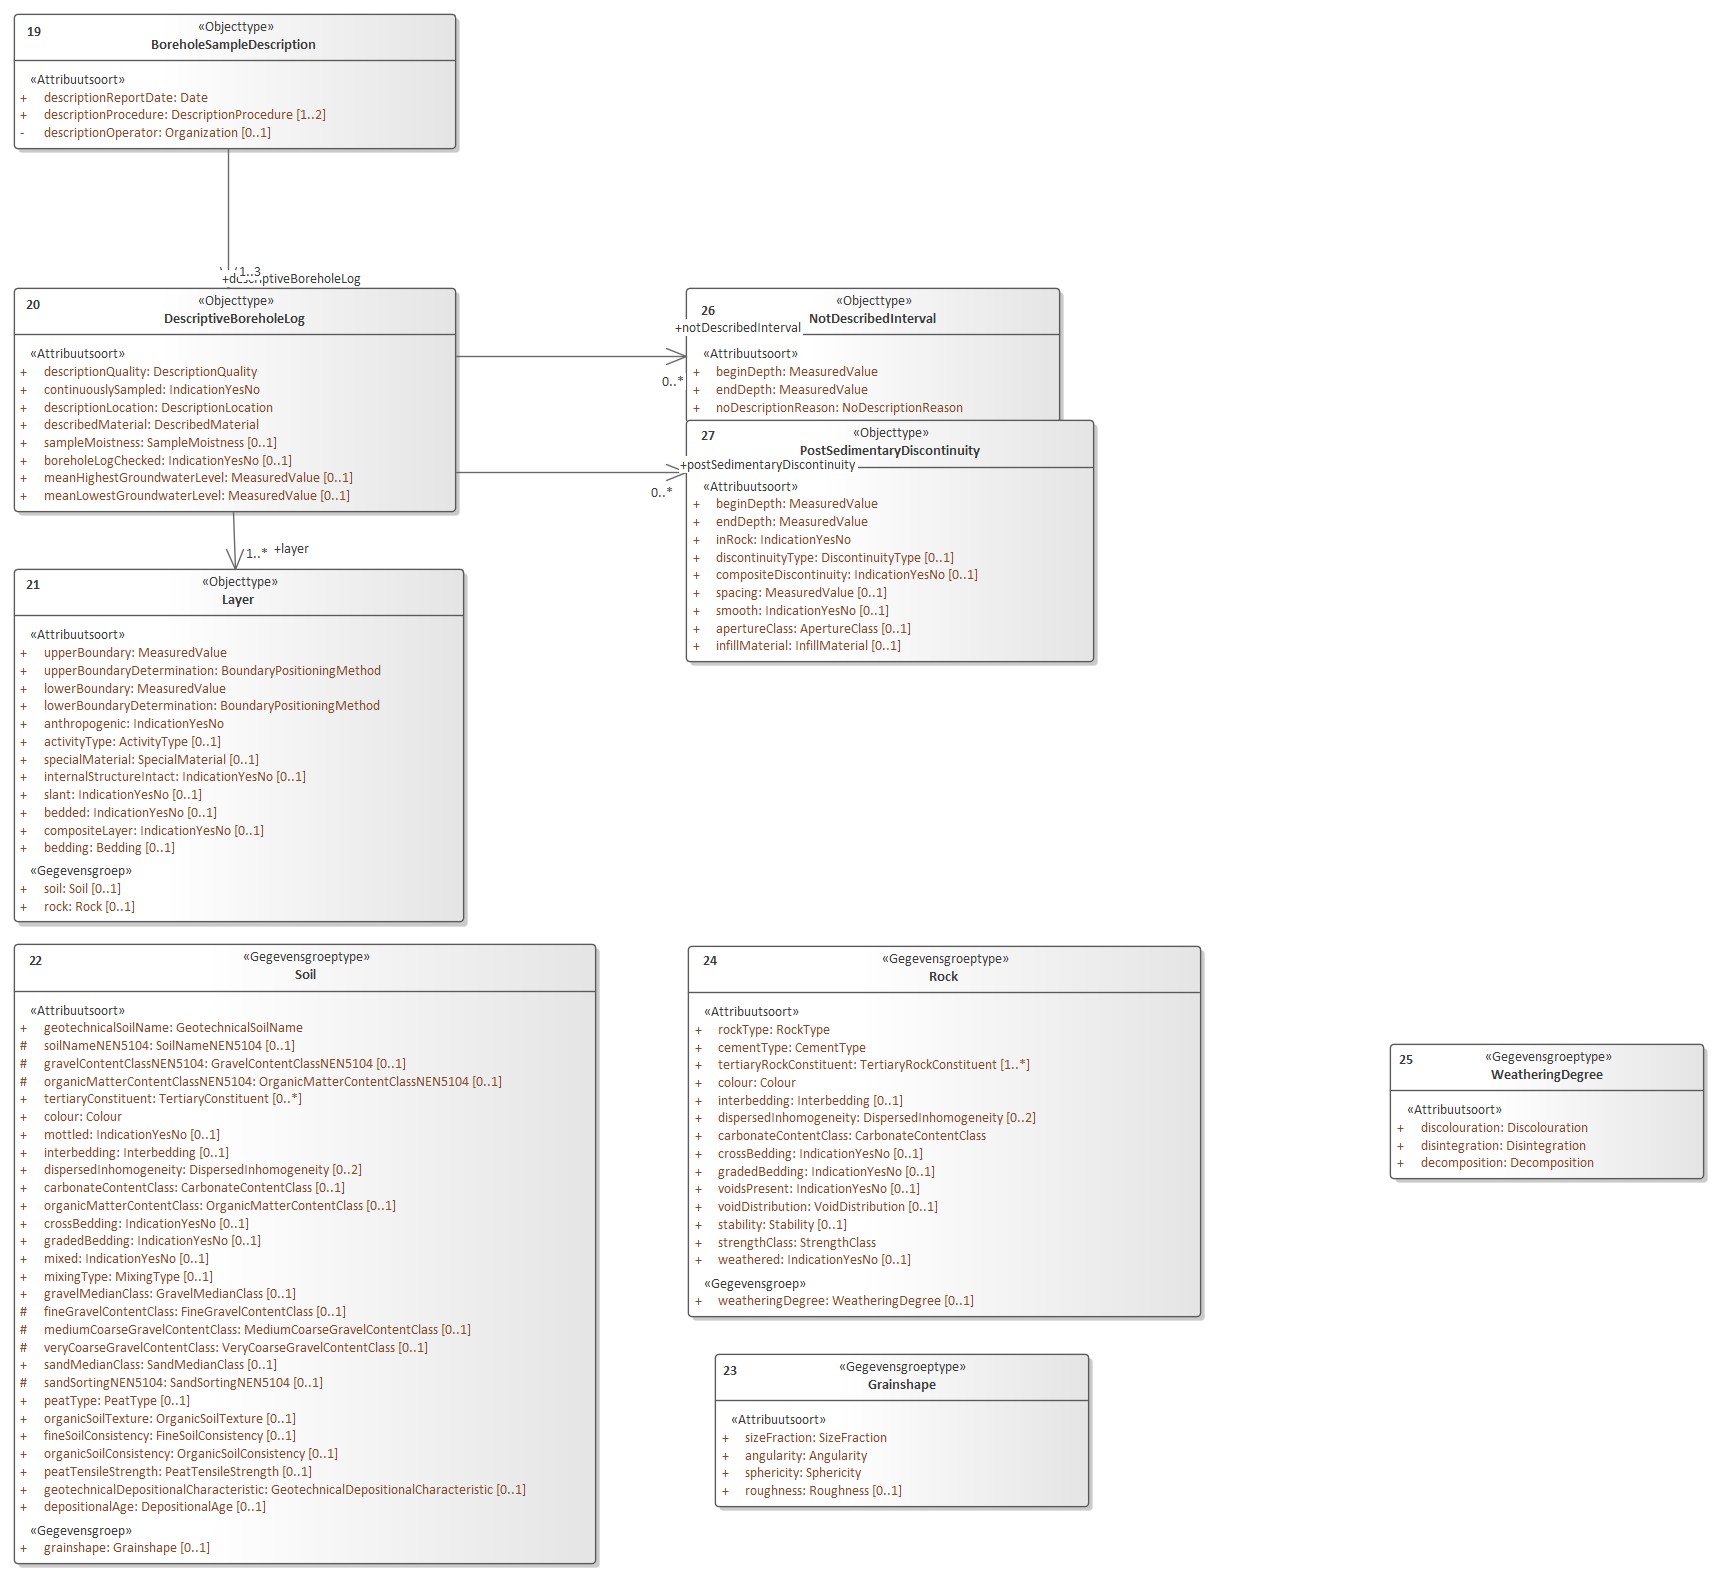 19
«Objecttype»
BoreholeSampleDescription
«Attribuutsoort»
+ descriptionReportDate: Date
+ descriptionProcedure: DescriptionProcedure [1..2]
- descriptionOperator: Organization [0..1]
1..3
+descriptiveBoreholeLog
20
«Objecttype»
DescriptiveBoreholeLog
«Attribuutsoort»
+ descriptionQuality: DescriptionQuality
+ continuouslySampled: IndicationYesNo
+ descriptionLocation: DescriptionLocation
+ describedMaterial: DescribedMaterial
+ sampleMoistness: SampleMoistness [0..1]
+ boreholeLogChecked: IndicationYesNo [0..1]
+ meanHighestGroundwaterLevel: MeasuredValue [0..1]
+ meanLowestGroundwaterLevel: MeasuredValue [0..1]
26
«Objecttype»
NotDescribedInterval
+notDescribedInterval
0..*
«Attribuutsoort»
+ beginDepth: MeasuredValue
+ endDepth: MeasuredValue
+ noDescriptionReason: NoDescriptionReason
27
«Objecttype»
PostSedimentaryDiscontinuity
+postSedimentaryDiscontinuity
0..*
«Attribuutsoort»
+ beginDepth: MeasuredValue
+ endDepth: MeasuredValue
+ inRock: IndicationYesNo
+ discontinuityType: DiscontinuityType [0..1]
+ compositeDiscontinuity: IndicationYesNo [0..1]
+ spacing: MeasuredValue [0..1]
+ smooth: IndicationYesNo [0..1]
+ apertureClass: ApertureClass [0..1]
+ infillMaterial: InfillMaterial [0..1]
1..* +layer
21
«Objecttype»
Layer
«Attribuutsoort»
+ upperBoundary: MeasuredValue
+ upperBoundaryDetermination: BoundaryPositioningMethod
+ lowerBoundary: MeasuredValue
+ lowerBoundaryDetermination: BoundaryPositioningMethod
+ anthropogenic: IndicationYesNo
+ activityType: ActivityType [0..1]
+ specialMaterial: SpecialMaterial [0..1]
+ internalStructureIntact: IndicationYesNo [0..1]
+ slant: IndicationYesNo [0..1]
+ bedded: IndicationYesNo [0..1]
+ compositeLayer: IndicationYesNo [0..1]
+ bedding: Bedding [0..1]
«Gegevensgroep»
+ soil: Soil [0..1]
+ rock: Rock [0..1]
22
«Gegevensgroeptype»
Soil
«Attribuutsoort»
+ geotechnicalSoilName: GeotechnicalSoilName
# soilNameNEN5104: SoilNameNEN5104 [0..1]
# gravelContentClassNEN5104: GravelContentClassNEN5104 [0..1]
# organicMatterContentClassNEN5104: OrganicMatterContentClassNEN5104 [0..1]
+ tertiaryConstituent: TertiaryConstituent [0..*]
+ colour: Colour
+ mottled: IndicationYesNo [0..1]
+ interbedding: Interbedding [0..1]
+ dispersedInhomogeneity: DispersedInhomogeneity [0..2]
+ carbonateContentClass: CarbonateContentClass [0..1]
+ organicMatterContentClass: OrganicMatterContentClass [0..1]
+ crossBedding: IndicationYesNo [0..1]
+ gradedBedding: IndicationYesNo [0..1]
+ mixed: IndicationYesNo [0..1]
+ mixingType: MixingType [0..1]
+ gravelMedianClass: GravelMedianClass [0..1]
# fineGravelContentClass: FineGravelContentClass [0..1]
# mediumCoarseGravelContentClass: MediumCoarseGravelContentClass [0..1]
# veryCoarseGravelContentClass: VeryCoarseGravelContentClass [0..1]
+ sandMedianClass: SandMedianClass [0..1]
# sandSortingNEN5104: SandSortingNEN5104 [0..1]
+ peatType: PeatType [0..1]
+ organicSoilTexture: OrganicSoilTexture [0..1]
+ fineSoilConsistency: FineSoilConsistency [0..1]
+ organicSoilConsistency: OrganicSoilConsistency [0..1]
+ peatTensileStrength: PeatTensileStrength [0..1]
+ geotechnicalDepositionalCharacteristic: GeotechnicalDepositionalCharacteristic [0..1]
+ depositionalAge: DepositionalAge [0..1]
«Gegevensgroep»
+ grainshape: Grainshape [0..1]
24
«Gegevensgroeptype»
Rock
«Attribuutsoort»
+ rockType: RockType
+ cementType: CementType
+ tertiaryRockConstituent: TertiaryRockConstituent [1..*]
+ colour: Colour
+ interbedding: Interbedding [0..1]
+ dispersedInhomogeneity: DispersedInhomogeneity [0..2]
+ carbonateContentClass: CarbonateContentClass
+ crossBedding: IndicationYesNo [0..1]
+ gradedBedding: IndicationYesNo [0..1]
+ voidsPresent: IndicationYesNo [0..1]
+ voidDistribution: VoidDistribution [0..1]
+ stability: Stability [0..1]
+ strengthClass: StrengthClass
+ weathered: IndicationYesNo [0..1]
«Gegevensgroep»
+ weatheringDegree: WeatheringDegree [0..1]
25
«Gegevensgroeptype»
WeatheringDegree
«Attribuutsoort»
+ discolouration: Discolouration
+ disintegration: Disintegration
+ decomposition: Decomposition
23
«Gegevensgroeptype»
Grainshape
«Attribuutsoort»
+ sizeFraction: SizeFraction
+ angularity: Angularity
+ sphericity: Sphericity
+ roughness: Roughness [0..1]